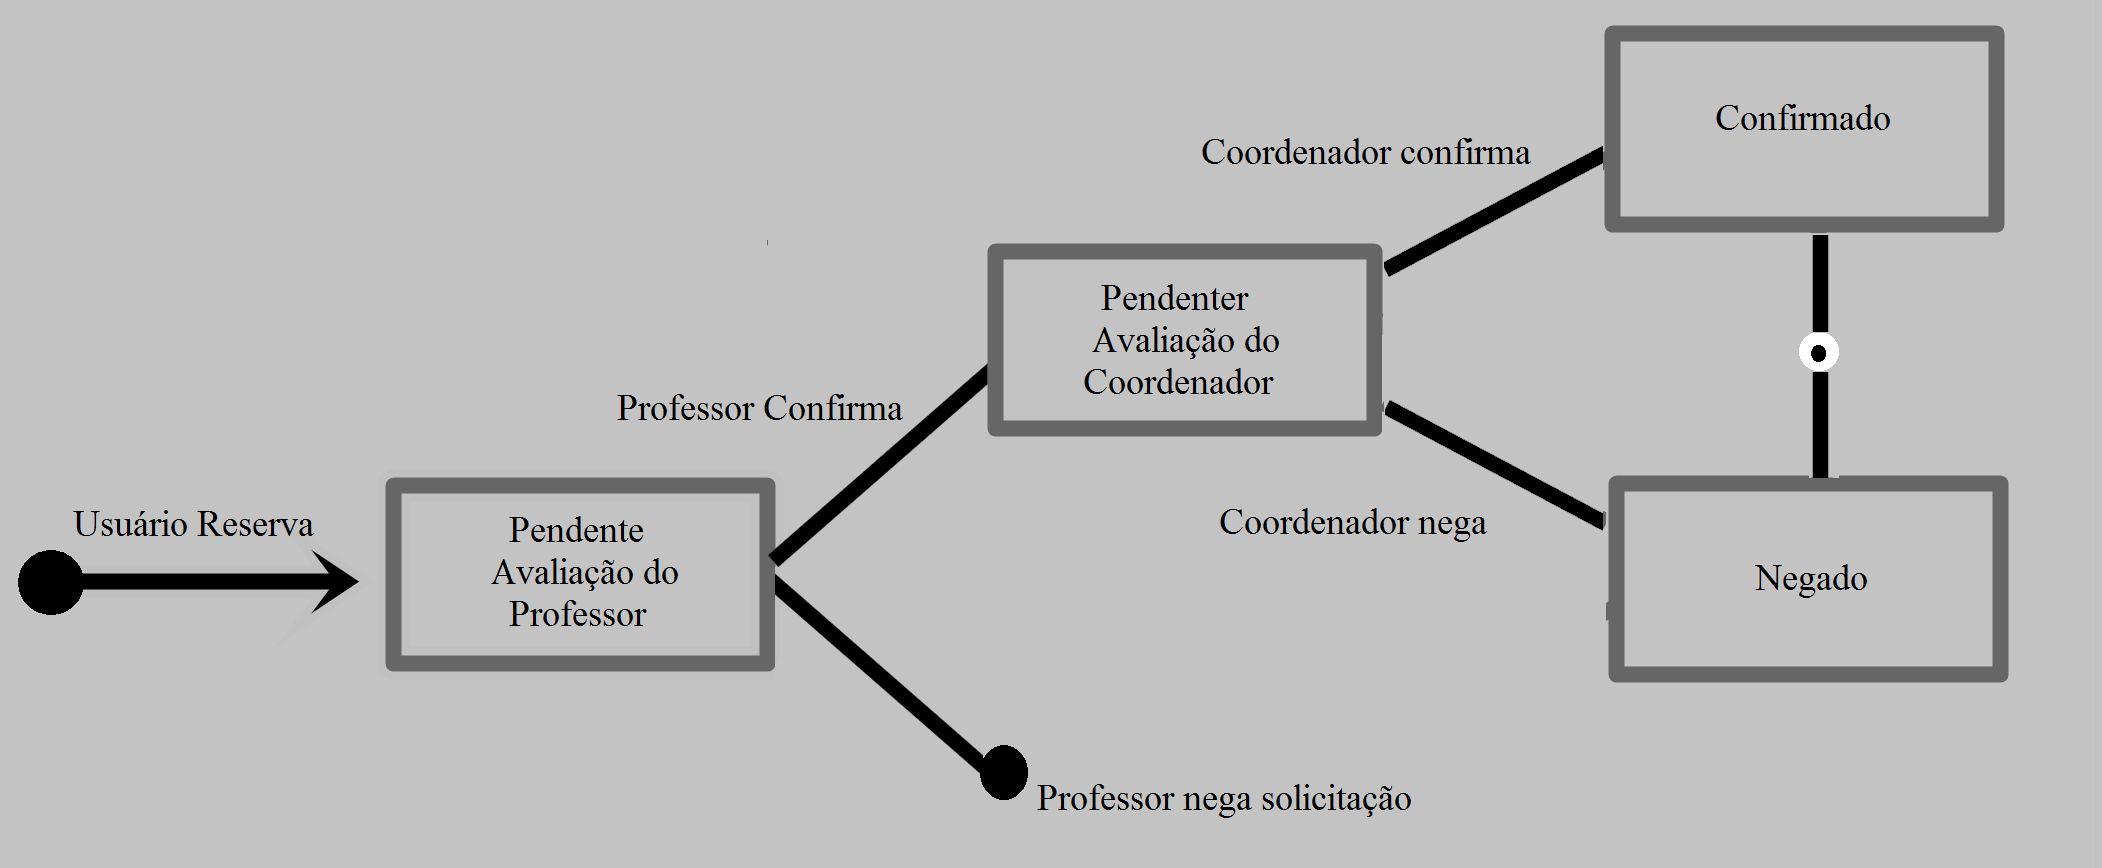 Usuário Reserva
Pendente
Avaliação do
Professor
Professor Confirma
Professor nega solicitação
Pendenter
Avaliação do
Coordenador
Coordenador confirma
Coordenador nega
Confirmado
Negado